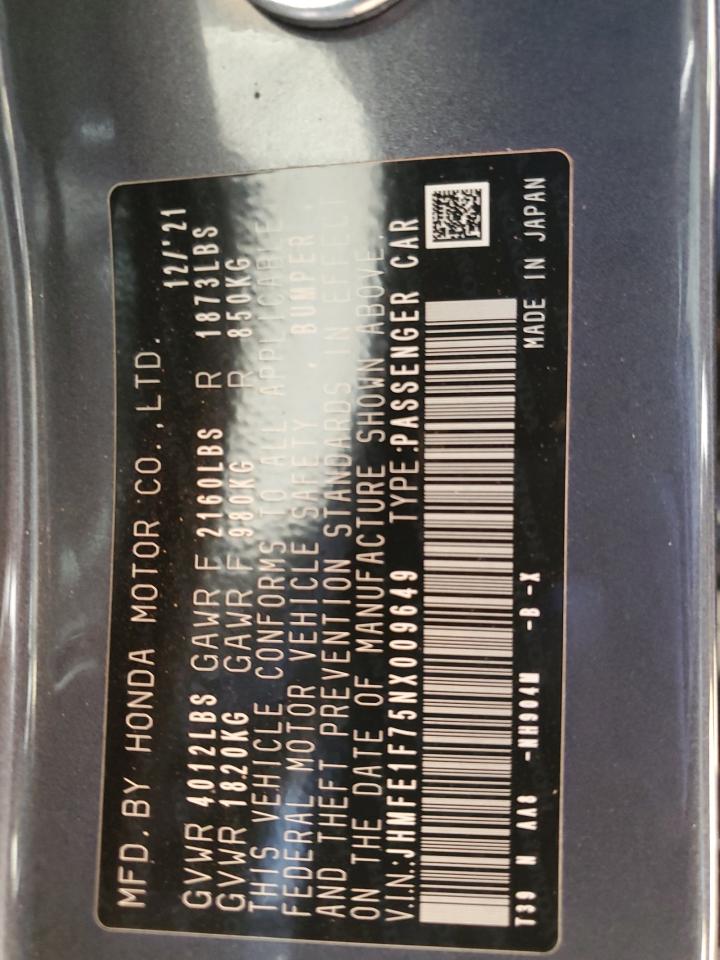 MFD. BY HONDA MOTOR CO., LTD.
12/'21
GVWR 4012LBS GAWR F 2160LBS R 1873LBS
GVWR 1820KG GAWR F 980KG R 850KG
THIS VEHICLE CONFORMS TO ALL APPLICABLE
FEDERAL MOTOR VEHICLE SAFETY , BUMPER
AND THEFT PREVENTION STANDARDS IN EFFECT
ON THE DATE OF MANUFACTURE SHOWN ABOVE.
V.I.N.:JHMFE1F75NX009649 TYPE:PASSENGER CAR
T39 N AA8 -NH904M -B -X MADE IN JAPAN